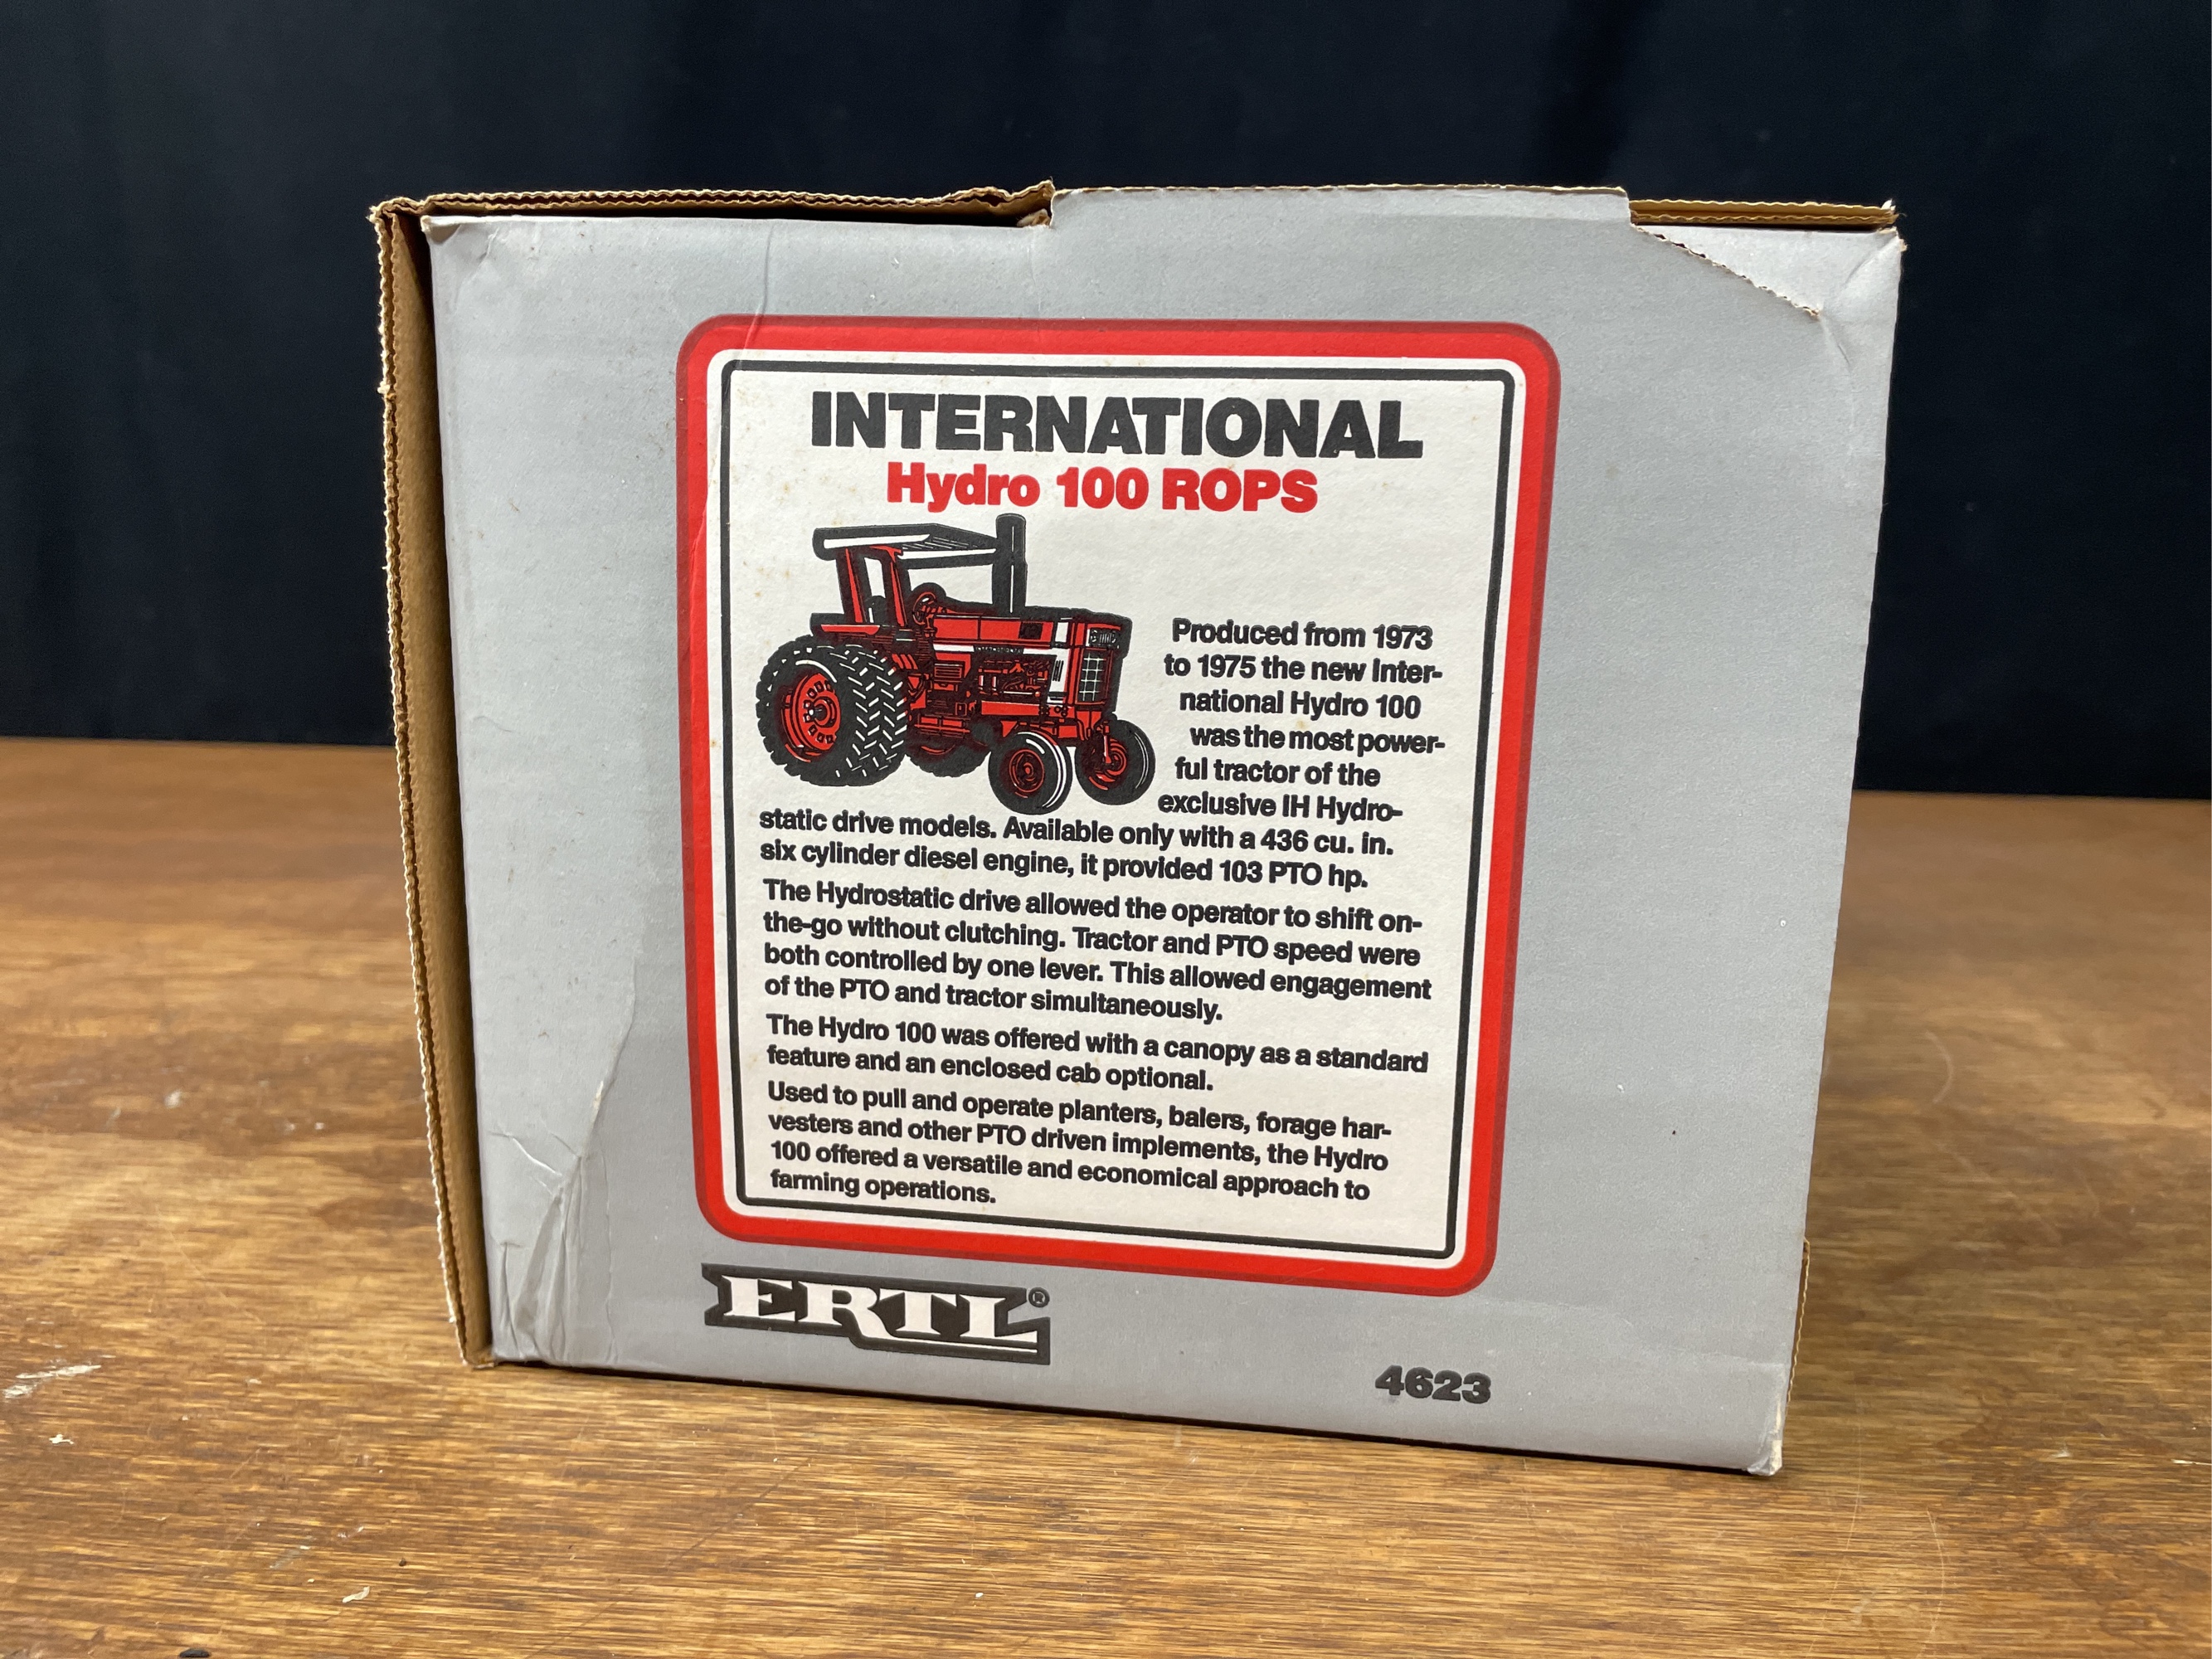 INTERNATIONAL
Hydro 100 ROPS
Produced from 1973
to 1975 the new Inter-
national Hydro 100
was the most power-
ful tractor of the
exclusive IH Hydro-
static drive models. Available only with a 436 cu. in.
six cylinder diesel engine, it provided 103 PTO hp.
The Hydrostatic drive allowed the operator to shift on-
the-go without clutching. Tractor and PTO speed were
both controlled by one lever. This allowed engagement
of the PTO and tractor simultaneously.
The Hydro 100 was offered with a canopy as a standard
feature and an enclosed cab optional.
Used to pull and operate planters, balers, forage har-
vesters and other PTO driven implements, the Hydro
100 offered a versatile and economical approach to
farming operations.
ERTL®
4623